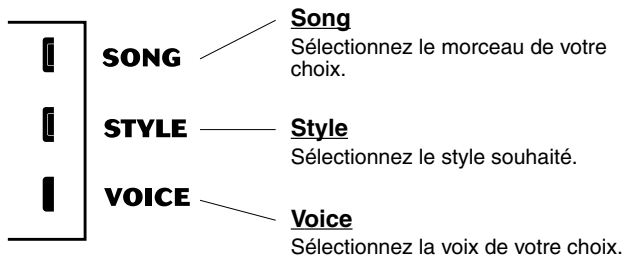 Song
Sélectionnez le morceau de votre
choix.
SONG
STYLE
Style
Sélectionnez le style souhaité.
VOICE
Voice
Sélectionnez la voix de votre choix.